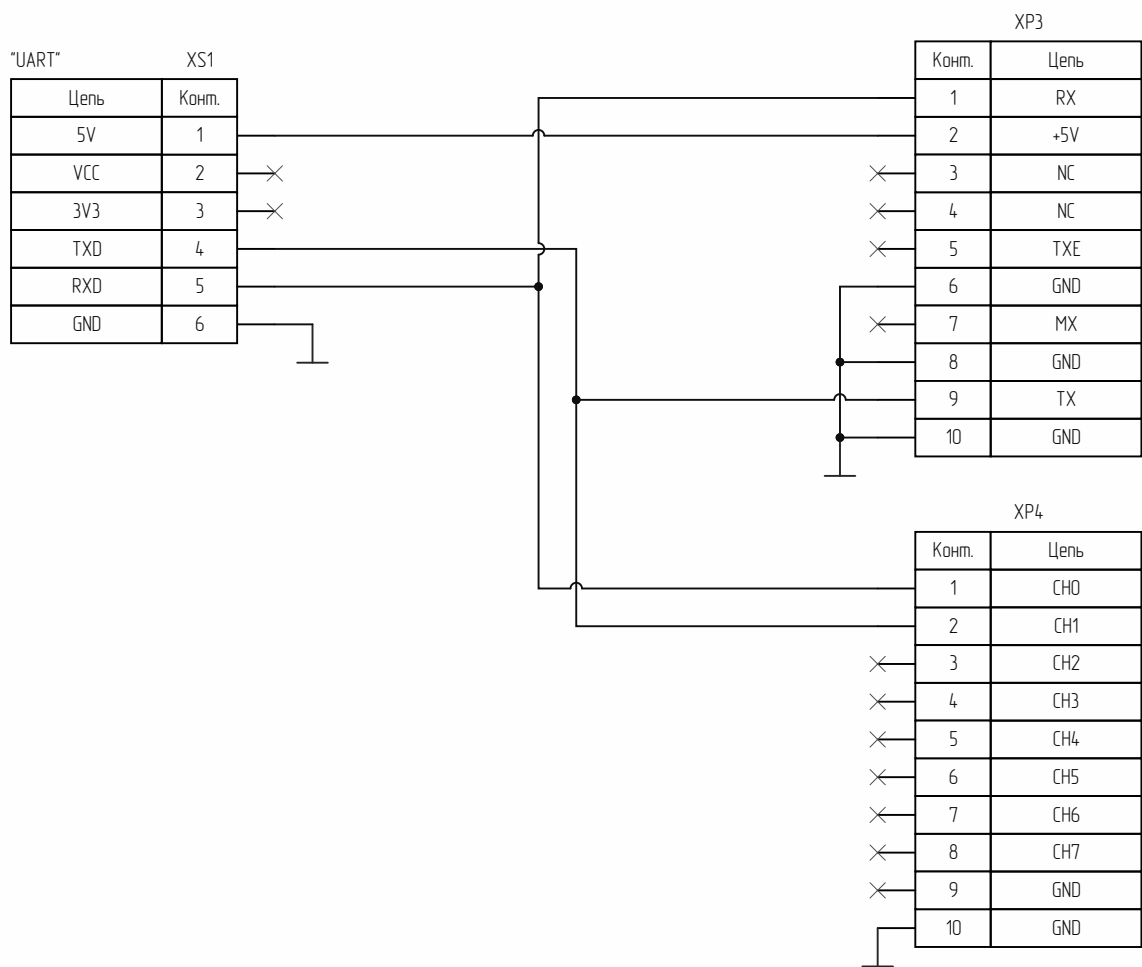 "UART" XS1
Цепь Конт.
5V 1
VCC 2
3V3 3
TXD 4
RXD 5
GND 6
XP3
Конт. Цепь
1 RX
2 +5V
3 NC
4 NC
5 TXE
6 GND
7 MX
8 GND
9 TX
10 GND
XP4
Конт. Цепь
1 CH0
2 CH1
3 CH2
4 CH3
5 CH4
6 CH5
7 CH6
8 CH7
9 GND
10 GND